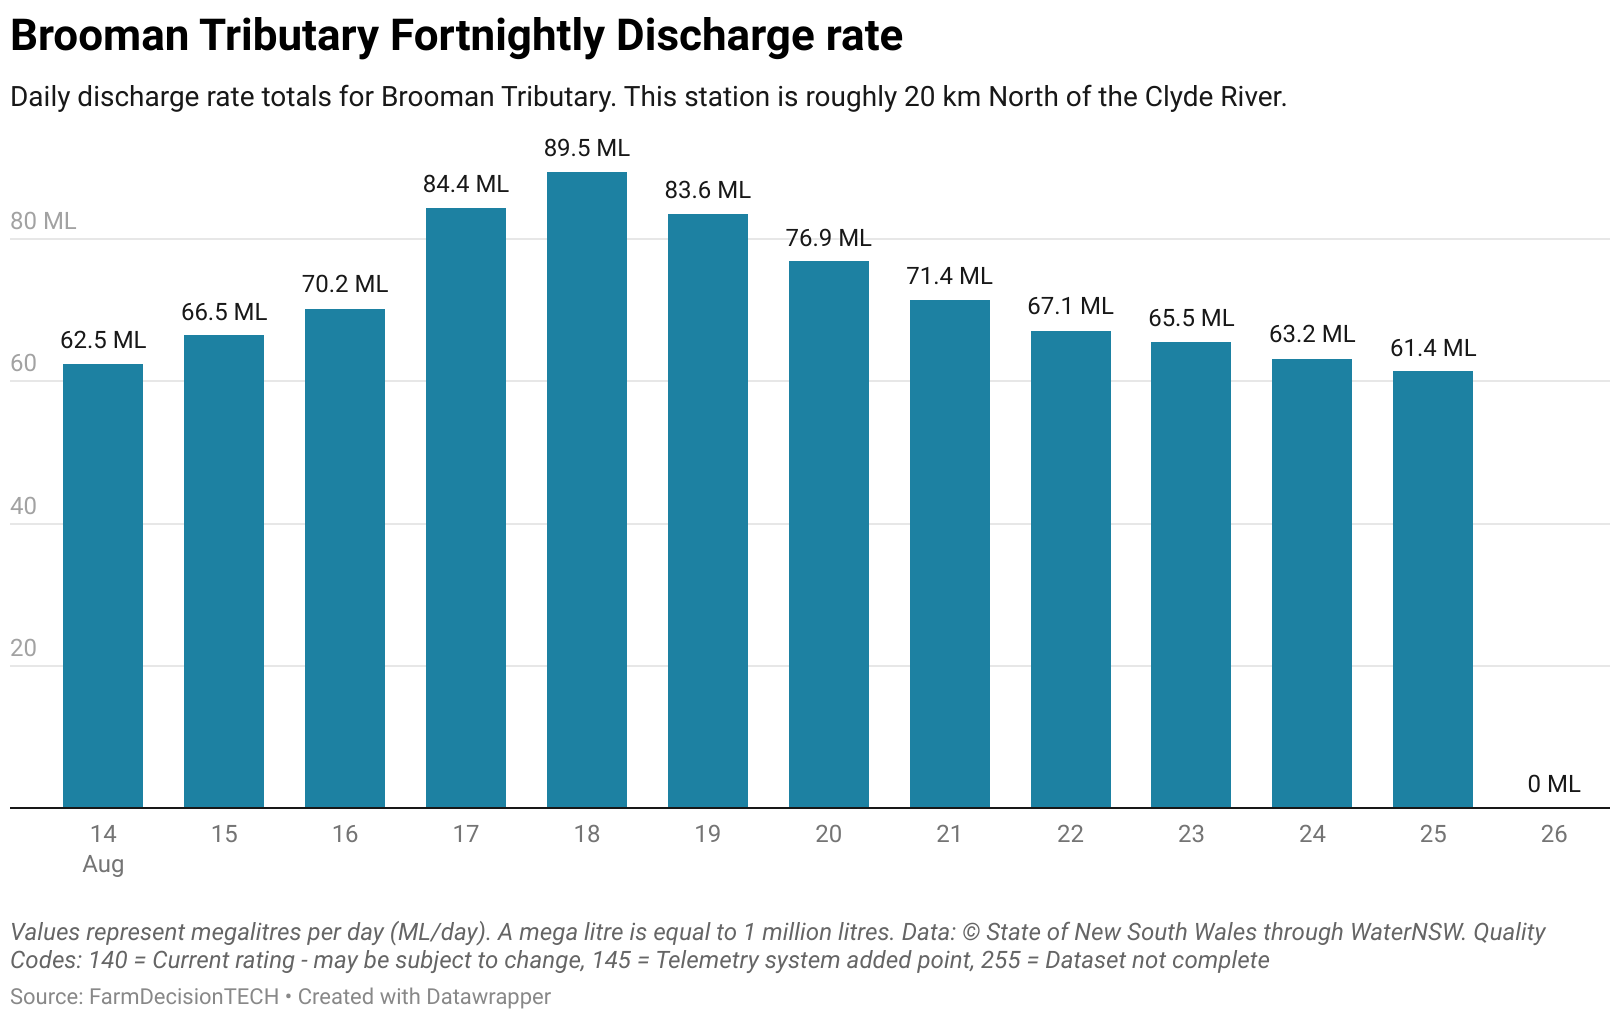 Brooman Tributary Fortnightly Discharge rate
Daily discharge rate totals for Brooman Tributary. This station is roughly 20 km North of the Clyde River.
89.5 ML
84.4 ML
83.6 ML
80 ML
76.9 ML
71.4 ML
70.2 ML
67.1 ML
66.5 ML
65.5 ML
63.2 ML
62.5 ML
61.4 ML
60
40
20
0 ML
14 15 16 17 18 19 20 21 22 23 24 25 26
Aug
Values represent megalitres per day (ML/day). A mega litre is equal to 1 million litres. Data: © State of New South Wales through WaterNSW. Quality
Codes: 140 = Current rating - may be subject to change, 145 = Telemetry system added point, 255 = Dataset not complete
Source: FarmDecisionTECH • Created with Datawrapper